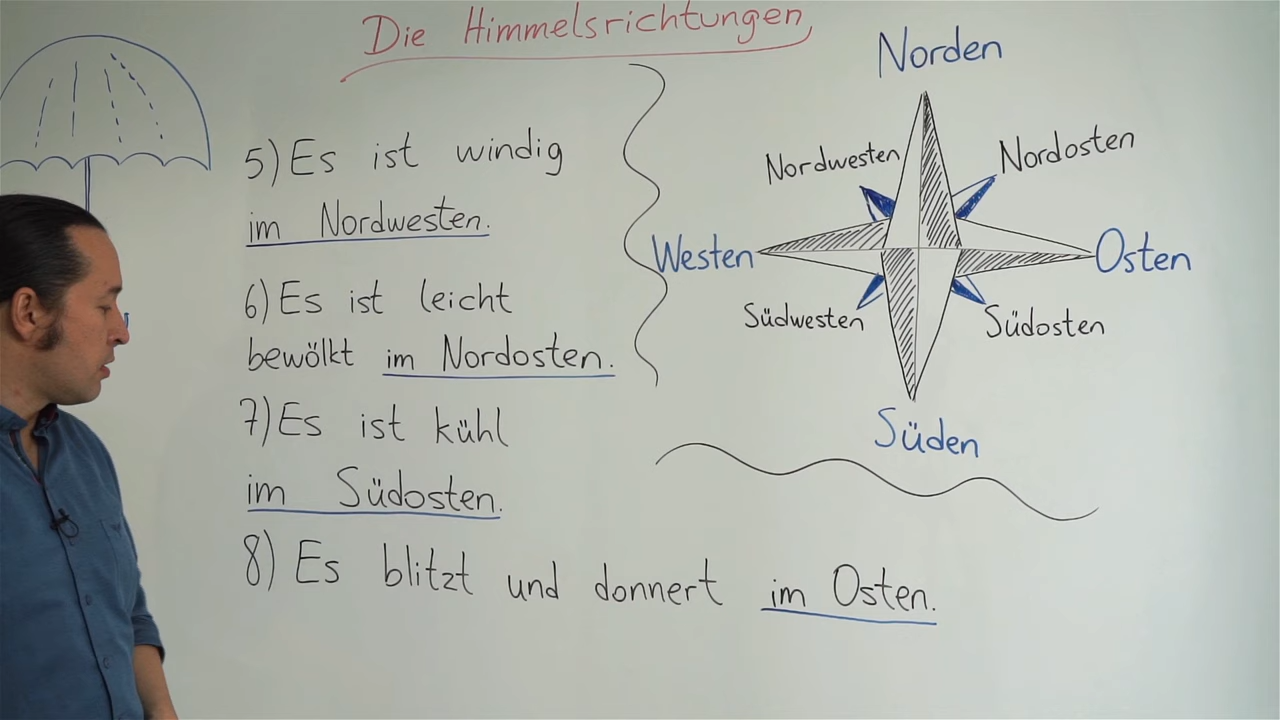 Die Himmelsrichtungen
5) Es ist windig
im Nordwesten.
6) Es ist leicht
bewölkt im Nordosten.
7) Es ist kühl
im Südosten.
8) Es blitzt und donnert im Osten.
Norden
Nordwesten
Nordosten
Westen
Osten
Südwesten
Südosten
Süden